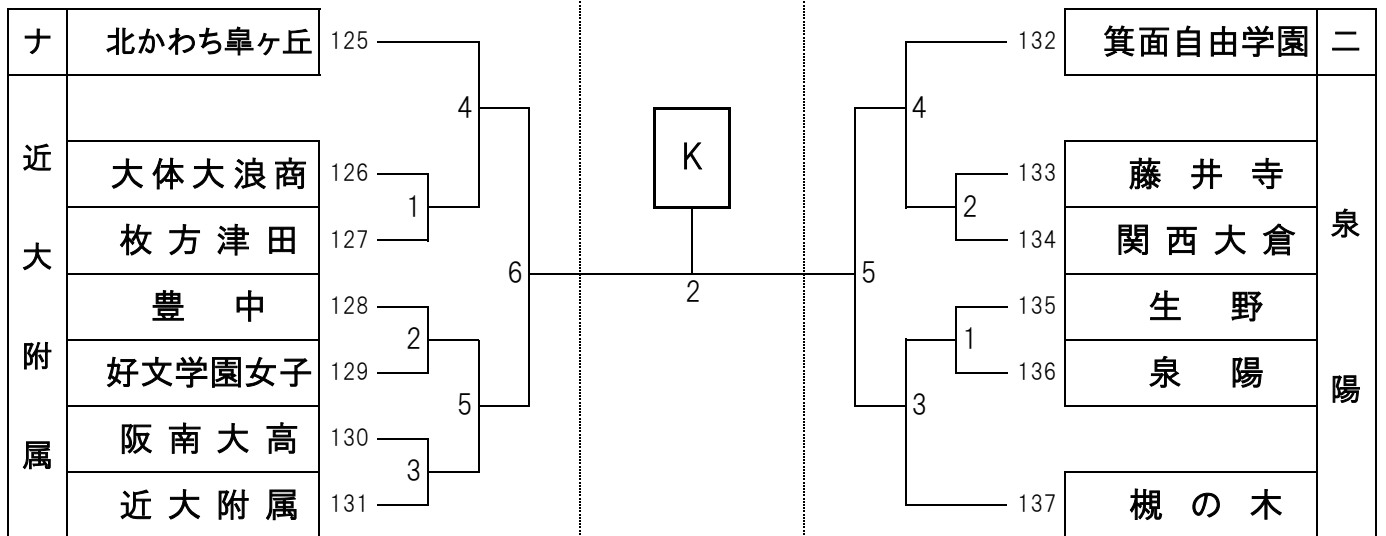 ナ 北かわち皐ヶ丘 125
近大附属
大体大浪商 126
枚方津田 127
豊中 128
好文学園女子 129
阪南大高 130
近大附属 131
4
1
6
2
5
3
K
2
132 箕面自由学園 二
泉陽
133 藤井寺
134 関西大倉
135 生野
136 泉陽
137 槻の木
4
2
5
1
3